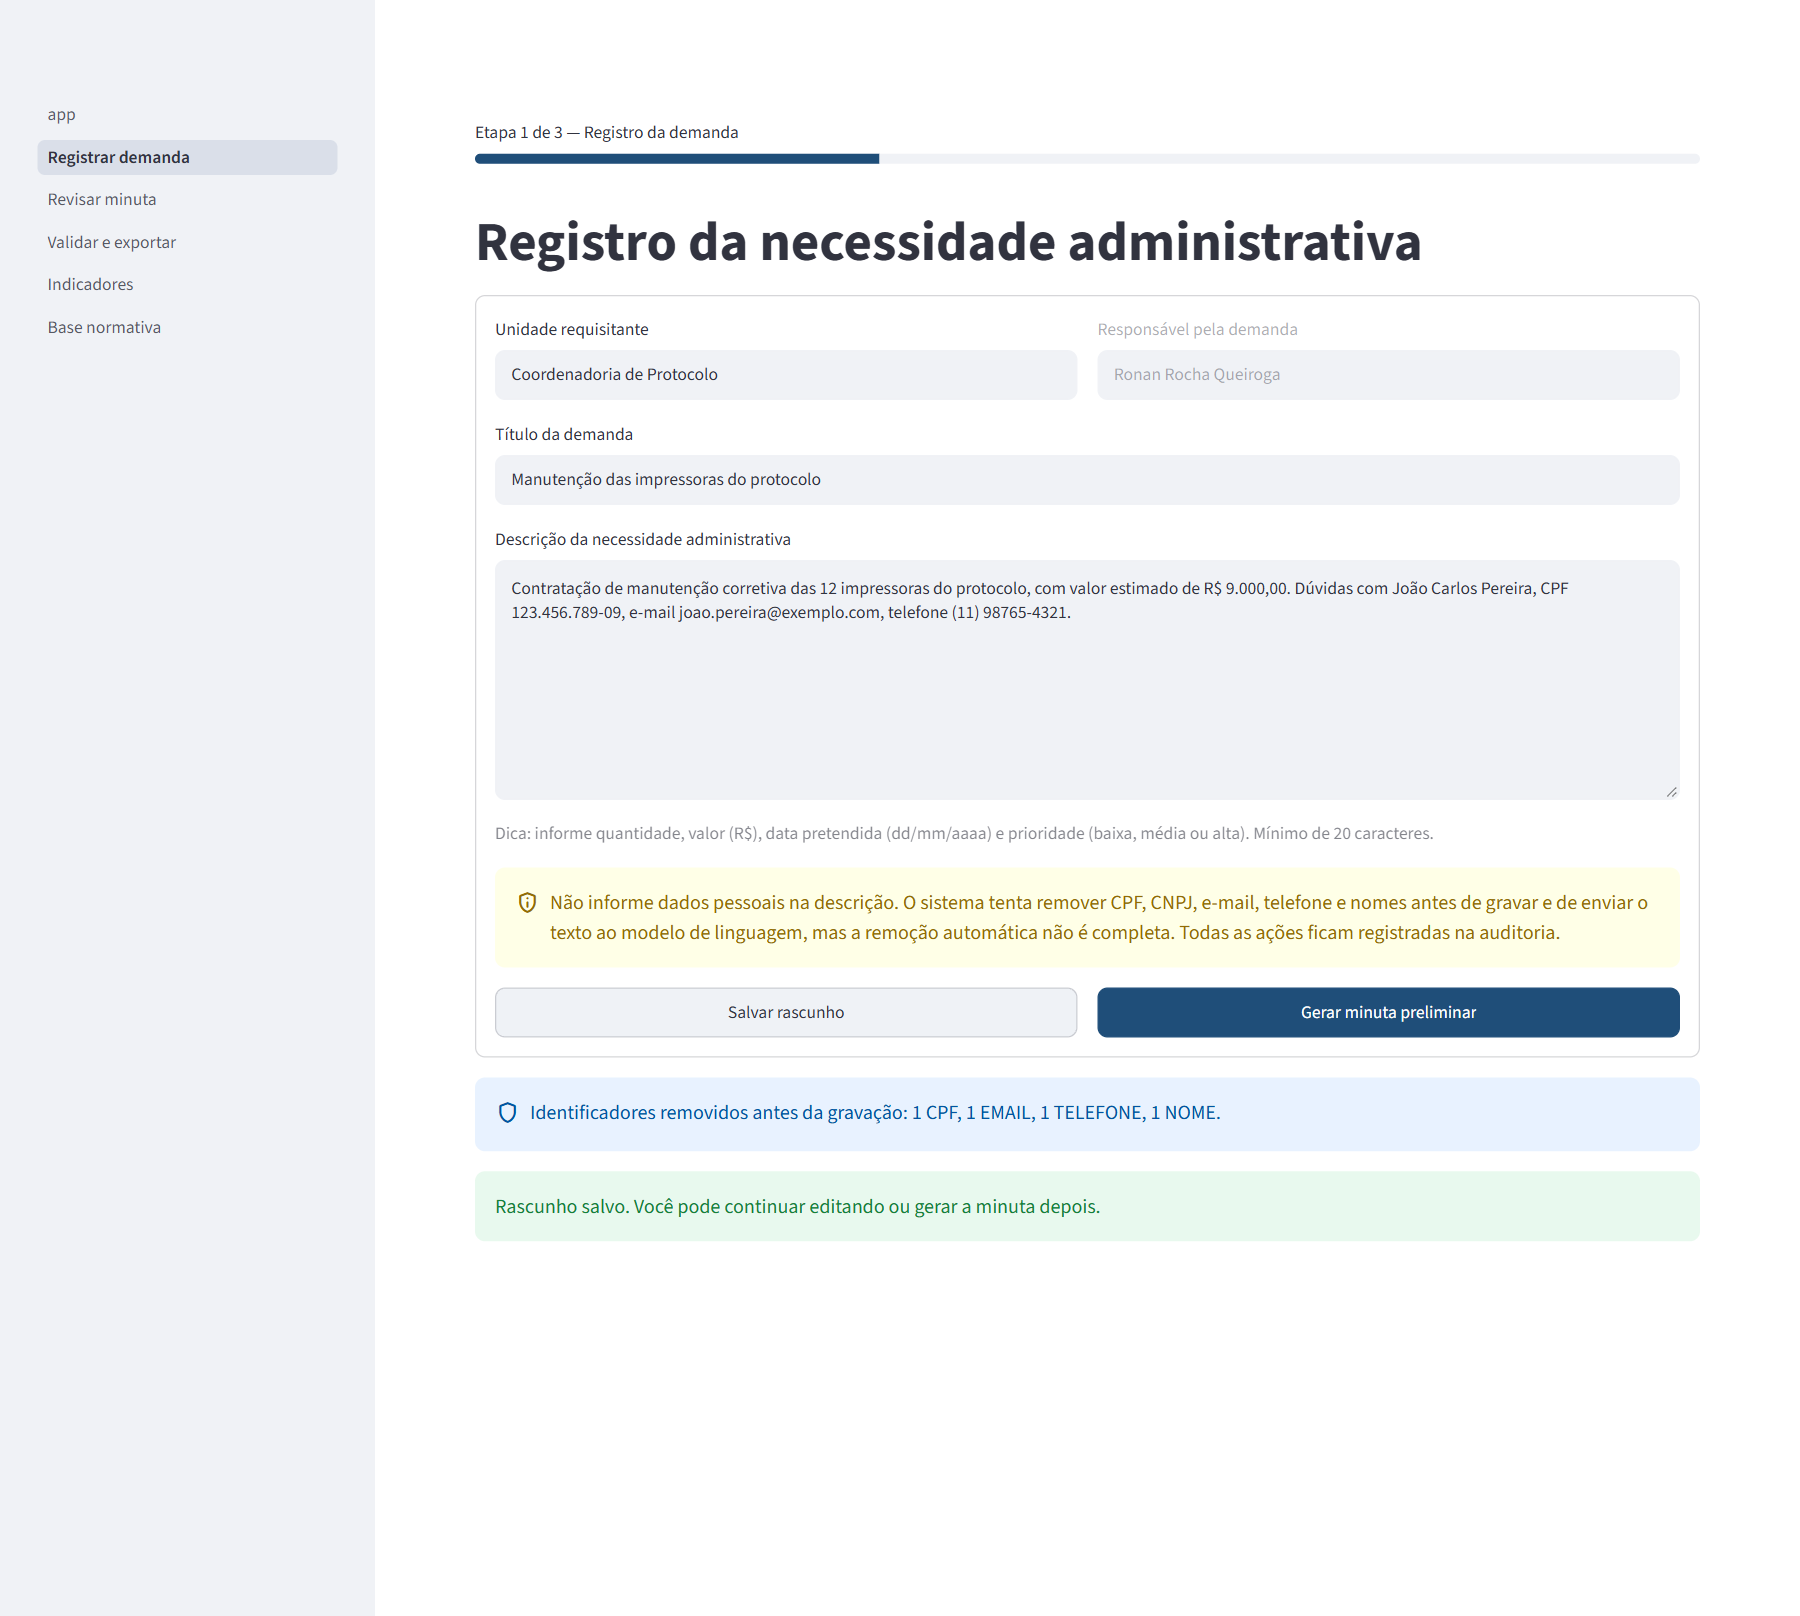 app
Registrar demanda
Revisar minuta
Validar e exportar
Indicadores
Base normativa
Etapa 1 de 3 — Registro da demanda
Registro da necessidade administrativa
Unidade requisitante
Responsável pela demanda
Coordenadoria de Protocolo
Ronan Rocha Queiroga
Título da demanda
Manutenção das impressoras do protocolo
Descrição da necessidade administrativa
Contratação de manutenção corretiva das 12 impressoras do protocolo, com valor estimado de R$ 9.000,00. Dúvidas com João Carlos Pereira, CPF
123.456.789-09, e-mail joao.pereira@exemplo.com, telefone (11) 98765-4321.
Dica: informe quantidade, valor (R$), data pretendida (dd/mm/aaaa) e prioridade (baixa, média ou alta). Mínimo de 20 caracteres.
Não informe dados pessoais na descrição. O sistema tenta remover CPF, CNPJ, e-mail, telefone e nomes antes de gravar e de enviar o
texto ao modelo de linguagem, mas a remoção automática não é completa. Todas as ações ficam registradas na auditoria.
Salvar rascunho
Gerar minuta preliminar
Identificadores removidos antes da gravação: 1 CPF, 1 EMAIL, 1 TELEFONE, 1 NOME.
Rascunho salvo. Você pode continuar editando ou gerar a minuta depois.